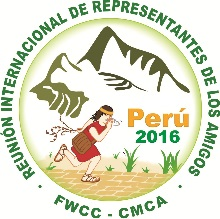 REUNIÓN INTERNACIONAL DE REPRESENTANTES DE LOS AMIGOS
Perú
2016
· FWCC - CMCA ·